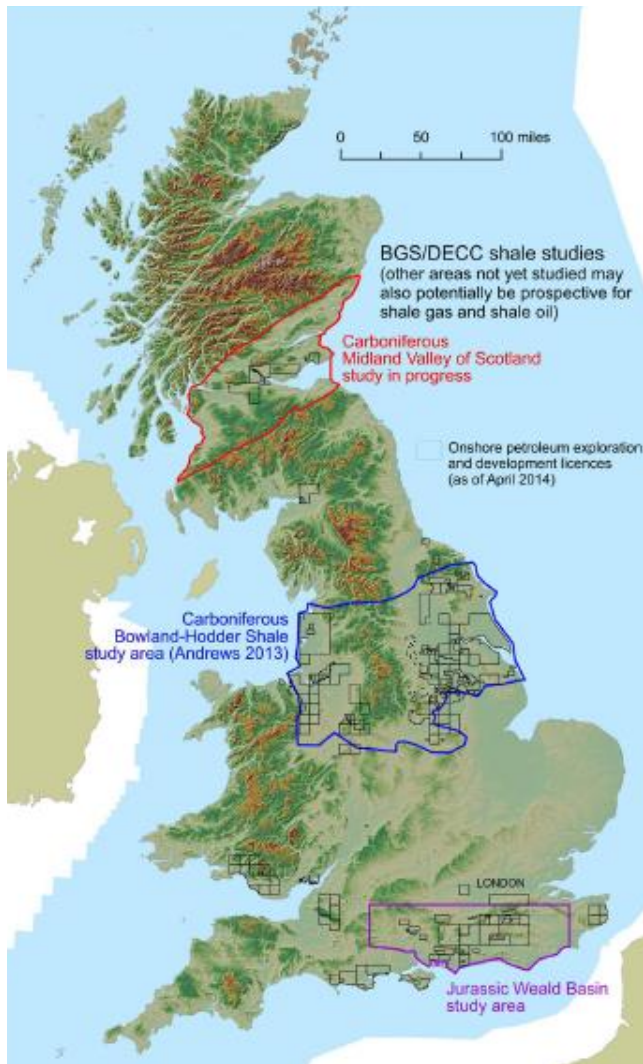 0 50 100 miles
BGS/DECC shale studies
(other areas not yet studied may
also potentially be prospective for
shale gas and shale oil)
Carboniferous
Midland Valley of Scotland
study in progress
Onshore petroleum exploration
and development licences
(as of April 2014)
Carboniferous
Bowland-Hodder Shale
study area (Andrews 2013)
LONDON
Jurassic Weald Basin
study area